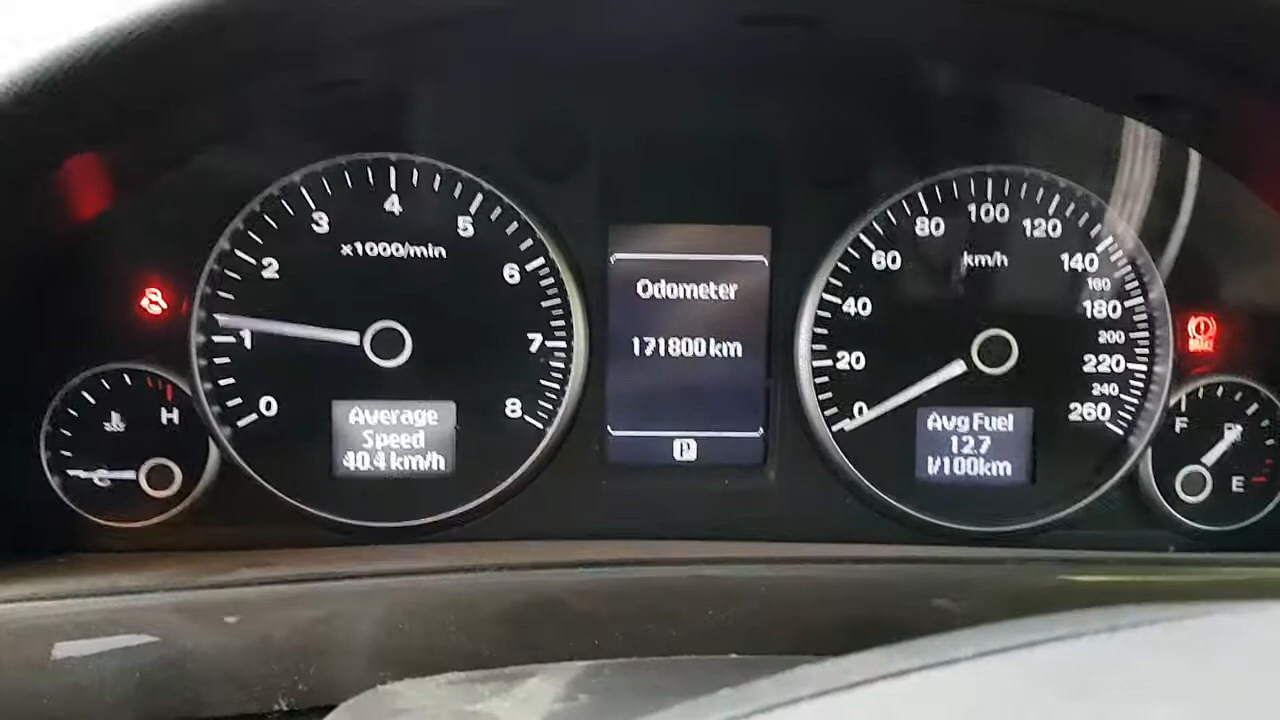 4
3
5
x1000/min
2
6
1
7
0
8
H
C
Average
Speed
40.4 km/h
Odometer
171800 km
P
100
80
120
60
km/h
140
160
40
180
200
20
220
240
0
260
Avg Fuel
12.7
l/100km
F
E